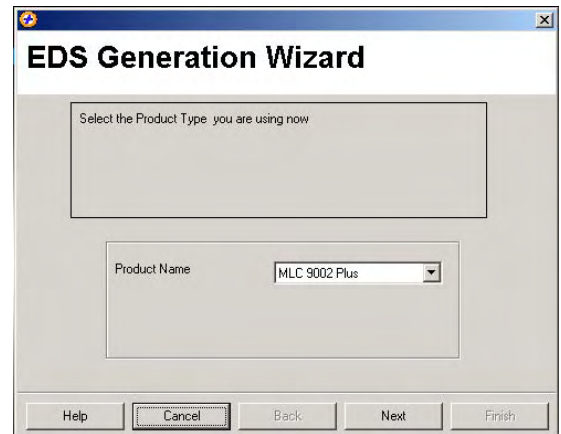 EDS Generation Wizard
Select the Product Type you are using now
Product Name
MLC 9002 Plus
Help
Cancel
Back
Next
Finish